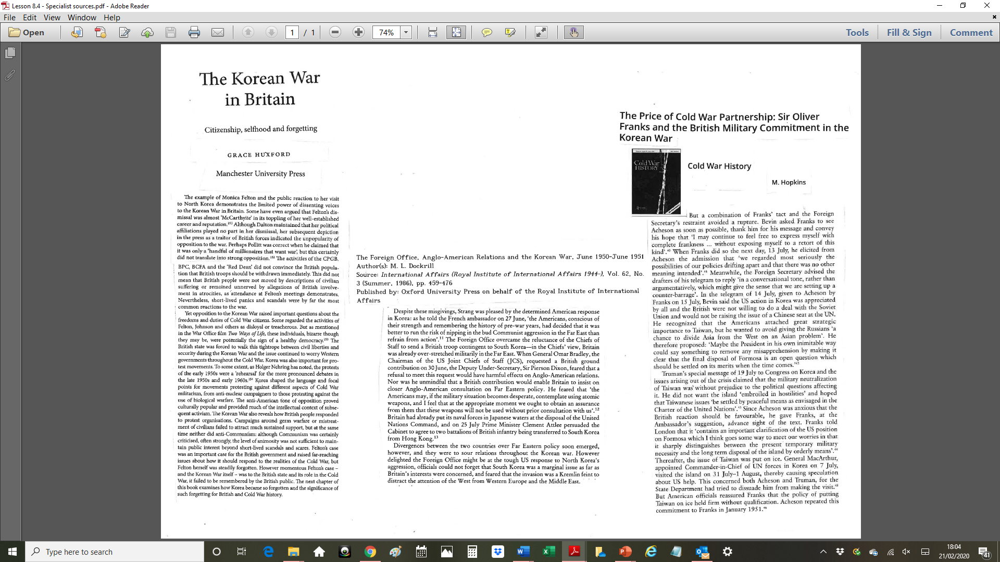 Lesson 8.4 - Specialist sources.pdf - Adobe Reader
File Edit View Window Help
Open
1 / 1
74%
Tools
Fill & Sign
Comment
The Korean War
in Britain
Citizenship, selfhood and forgetting
GRACE HUXFORD
Manchester University Press
The example of Monica Felton and the public reaction to her visit
to North Korea demonstrates the limited power of dissenting voices
to the Korean War in Britain. Some have even argued that Felton's dis-
missal was almost 'McCarthyite' in its toppling of her well-established
career and reputation.151 Although Dalton maintained that her political
affiliations played no part in her dismissal, her subsequent depiction
in the press as a traitor of British forces indicated the unpopularity of
opposition to the war. Perhaps Pollitt was correct when he claimed that
it was only a 'handful of millionaires that want war', but this certainly
did not translate into strong opposition.152 The activities of the CPGB,
BPC, BCFA and the 'Red Dean' did not convince the British popula-
tion that British troops should be withdrawn immediately. This did not
mean that British people were not moved by descriptions of civilian
suffering or remained unnerved by allegations of British involve-
ment in atrocities, as attendance at Felton's meetings demonstrates.
Nevertheless, short-lived panics and scandals were by far the most
common reactions to the war.
Yet opposition to the Korean War raised important questions about the
freedoms and duties of Cold War citizens. Some regarded the activities of
Felton, Johnson and others as disloyal or treacherous. But as mentioned
in the War Office film Two Ways of Life, these individuals, bizarre though
they may be, were potentially the sign of a healthy democracy.153 The
British state was forced to walk this tightrope between civil liberties and
security during the Korean War and the issue continued to worry Western
governments throughout the Cold War. Korea was also important for pro-
test movements. To some extent, as Holger Nehring has noted, the protests
of the early 1950s were a 'rehearsal' for the more pronounced debates in
the late 1950s and early 1960s.154 Korea shaped the language and focal
points for movements protesting against different aspects of Cold War
militarism, from anti-nuclear campaigners to those protesting against the
use of biological warfare. The anti-American tone of opposition proved
culturally popular and provided much of the intellectual context of subse-
quent activism. The Korean War also reveals how British people responded
to protest organisations. Campaigns around germ warfare or mistreat-
ment of civilians failed to attract much sustained support, but at the same
time neither did anti-Communism: although Communism was certainly
criticised, often strongly, the level of animosity was not sufficient to main-
tain public interest beyond short-lived scandals and scares. Felton's case
was an important case for the British government and raised far-reaching
issues about how it should respond to the realities of the Cold War, but
Felton herself was steadily forgotten. However momentous Felton's case –
and the Korean War itself – was to the British state and its role in the Cold
War, it failed to be remembered by the British public. The next chapter of
this book examines how Korea became so forgotten and the significance of
such forgetting for British and Cold War history.
The Foreign Office, Anglo-American Relations and the Korean War, June 1950-June 1951
Author(s): M. L. Dockrill
Source: International Affairs (Royal Institute of International Affairs 1944-), Vol. 62, No.
3 (Summer, 1986), pp. 459-476
Published by: Oxford University Press on behalf of the Royal Institute of International
Affairs
Despite these misgivings, Strang was pleased by the determined American response
in Korea: as he told the French ambassador on 27 June, 'the Americans, conscious of
their strength and remembering the history of pre-war years, had decided that it was
better to run the risk of nipping in the bud Communist aggression in the Far East than
refrain from action'.11 The Foreign Office overcame the reluctance of the Chiefs of
Staff to send a British troop contingent to South Korea—in the Chiefs' view, Britain
was already over-stretched militarily in the Far East. When General Omar Bradley, the
Chairman of the US Joint Chiefs of Staff (JCS), requested a British ground
contribution on 30 June, the Deputy Under-Secretary, Sir Pierson Dixon, feared that a
refusal to meet this request would have harmful effects on Anglo-American relations.
Nor was he unmindful that a British contribution would enable Britain to insist on
closer Anglo-American consultation on Far Eastern policy. He feared that 'the
Americans may, if the military situation becomes desperate, contemplate using atomic
weapons, and I feel that at the appropriate moment we ought to obtain an assurance
from them that these weapons will not be used without prior consultation with us'.12
Britain had already put its naval forces in Japanese waters at the disposal of the United
Nations Command, and on 25 July Prime Minister Clement Attlee persuaded the
Cabinet to agree to two battalions of British infantry being transferred to South Korea
from Hong Kong.13
Divergences between the two countries over Far Eastern policy soon emerged,
however, and they were to sour relations throughout the Korean war. However
delighted the Foreign Office might be at the tough US response to North Korea's
aggression, officials could not forget that South Korea was a marginal issue as far as
Britain's interests were concerned, and feared that the invasion was a Kremlin feint to
distract the attention of the West from Western Europe and the Middle East.
The Price of Cold War Partnership: Sir Oliver
Franks and the British Military Commitment in the
Korean War
Cold War
HISTORY
Cold War History
M. Hopkins
But a combination of Franks' tact and the Foreign
Secretary's restraint avoided a rupture. Bevin asked Franks to see
Acheson as soon as possible, thank him for his message and convey
his hope that 'I may continue to feel free to express myself with
complete frankness ... without exposing myself to a retort of this
kind'.40 When Franks did so the next day, 13 July, he elicited from
Acheson the admission that 'we regarded most seriously the
possibilities of our policies drifting apart and that there was no other
meaning intended'.41 Meanwhile, the Foreign Secretary advised the
drafters of his telegram to reply 'in a conversational tone, rather than
argumentatively, which might give the sense that we are setting up a
counter-barrage'. In the telegram of 14 July, given to Acheson by
Franks on 15 July, Bevin said the US action in Korea was appreciated
by all and the British were not willing to do a deal with the Soviet
Union and would not be raising the issue of a Chinese seat at the UN.
He recognized that the Americans attached great strategic
importance to Taiwan, but he wanted to avoid giving the Russians 'a
chance to divide Asia from the West on an Asian problem'. He
therefore proposed: 'Maybe the President in his own inimitable way
could say something to remove any misapprehension by making it
clear that the final disposal of Formosa is an open question which
should be settled on its merits when the time comes.'42
Truman's special message of 19 July to Congress on Korea and the
issues arising out of the crisis claimed that the military neutralization
of Taiwan was without prejudice to the political questions affecting
it. He did not want the island 'embroiled in hostilities' and hoped
that Taiwanese issues 'be settled by peaceful means as envisaged in the
Charter of the United Nations'.43 Since Acheson was anxious that the
British reaction should be favourable, he gave Franks, at the
Ambassador's suggestion, advance sight of the text. Franks told
London that it 'contains an important clarification of the US position
on Formosa which I think goes some way to meet our worries in that
it sharply distinguishes between the present temporary military
necessity and the long term disposal of the island by orderly means'.44
Thereafter, the issue of Taiwan was put on ice. General MacArthur,
appointed Commander-in-Chief of UN forces in Korea on 7 July,
visited the island on 31 July–1 August, thereby causing speculation
about US help. This concerned both Acheson and Truman, for the
State Department had tried to dissuade him from making the visit.45
But American officials reassured Franks that the policy of putting
Taiwan on ice held firm without qualification. Acheson repeated this
commitment to Franks in January 1951.46
Type here to search
18:04
21/02/2020
41